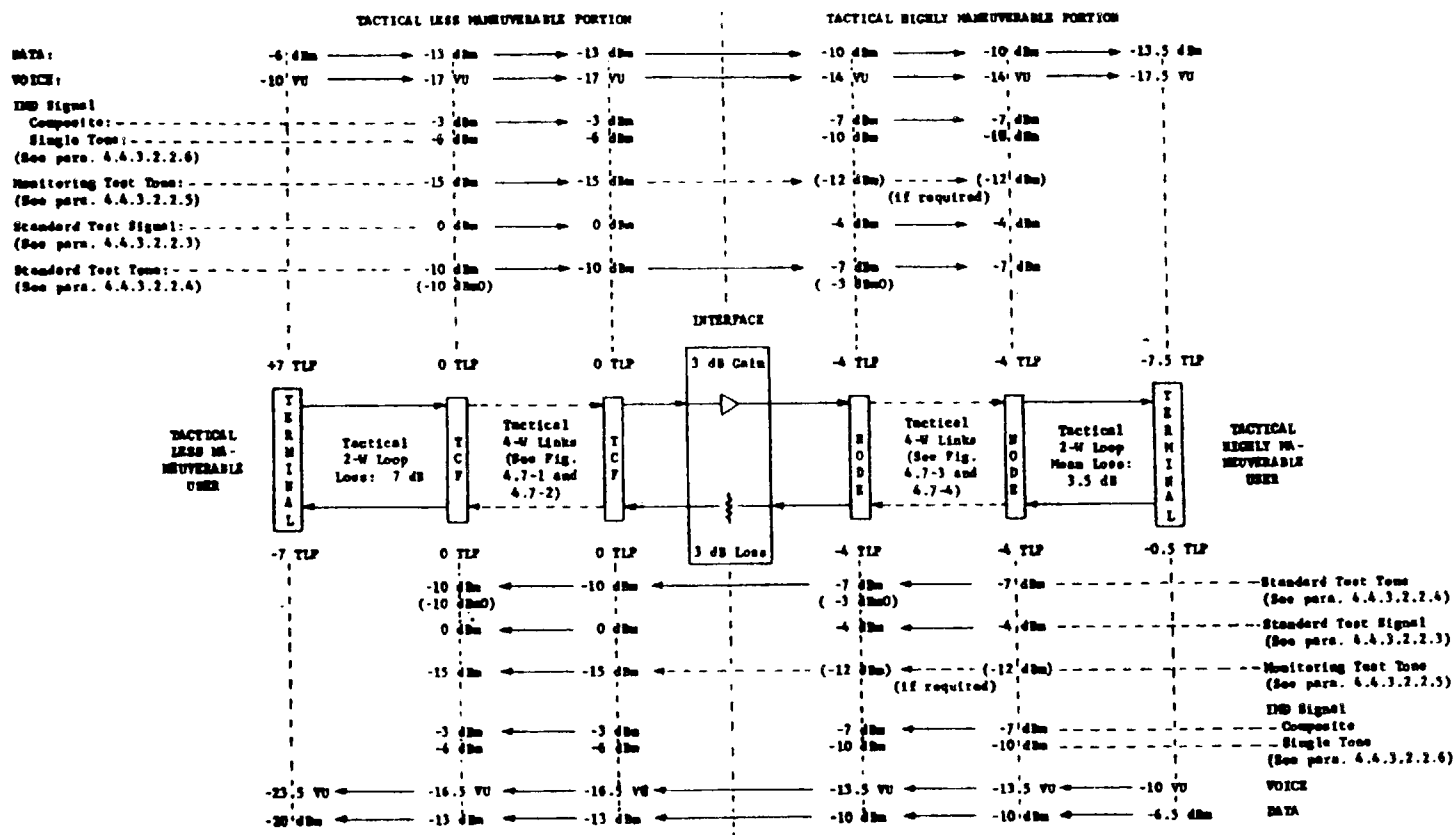 TACTICAL LESS MANEUVERABLE PORTION
TACTICAL HIGHLY MANEUVERABLE PORTION
DATA: -6 dBm -13 dBm -13 dBm -10 dBm -10 dBm -13.5 dBm
VOICE: -10 VU -17 VU -17 VU -14 VU -14 VU -17.5 VU
IMD Signal
Composite: -3 dBm -3 dBm -7 dBm -7 dBm
Single Tone: -6 dBm -6 dBm -10 dBm -10 dBm
(See para. 4.4.3.2.2.6)
Monitoring Test Tone: -15 dBm -15 dBm (-12 dBm) (-12 dBm)
(See para. 4.4.3.2.2.5) (if required)
Standard Test Signal: 0 dBm 0 dBm -4 dBm -4 dBm
(See para. 4.4.3.2.2.3)
Standard Test Tone: -10 dBm -10 dBm -7 dBm -7 dBm
(See para. 4.4.3.2.2.4) (-10 dBm0) ( -3 dBm0)
INTERFACE
+7 TLP 0 TLP 0 TLP 3 dB Gain -4 TLP -4 TLP -7.5 TLP
TACTICAL
LESS MA-
NEUVERABLE
USER
TERMINAL
Tactical
2-W Loop
Loss: 7 dB
TCF
Tactical
4-W Links
(See Fig.
4.7-1 and
4.7-2)
TCF
NODE
Tactical
4-W Links
(See Fig.
4.7-3 and
4.7-4)
NODE
Tactical
2-W Loop
Mean Loss:
3.5 dB
TERMINAL
TACTICAL
HIGHLY MA-
NEUVERABLE
USER
-7 TLP 0 TLP 0 TLP 3 dB Loss -4 TLP -4 TLP -0.5 TLP
-10 dBm -10 dBm -7 dBm -7 dBm Standard Test Tone
(-10 dBm0) ( -3 dBm0) (See para. 4.4.3.2.2.4)
0 dBm 0 dBm -4 dBm -4 dBm Standard Test Signal
(See para. 4.4.3.2.2.3)
-15 dBm -15 dBm (-12 dBm) (-12 dBm) Monitoring Test Tone
(if required) (See para. 4.4.3.2.2.5)
IMD Signal
-3 dBm -3 dBm -7 dBm -7 dBm Composite
-6 dBm -6 dBm -10 dBm -10 dBm Single Tone
(See para. 4.4.3.2.2.6)
-23.5 VU -16.5 VU -16.5 VU -13.5 VU -13.5 VU -10 VU VOICE
-20 dBm -13 dBm -13 dBm -10 dBm -10 dBm -6.5 dBm DATA